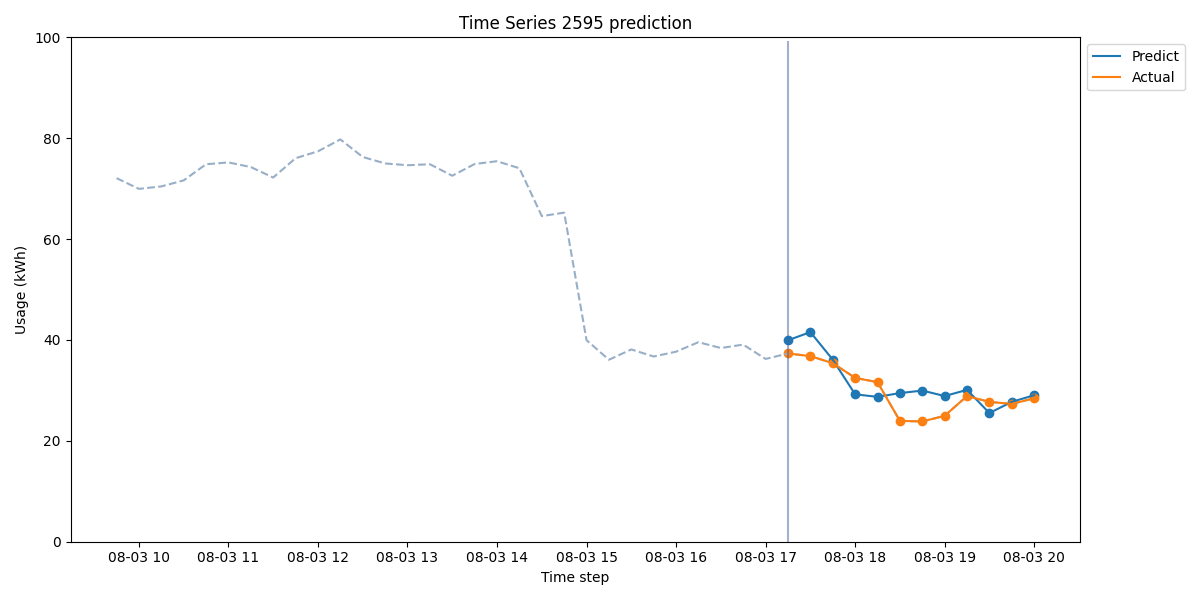 Time Series 2595 prediction
Predict
Actual
Usage (kWh)
100
80
60
40
20
0
08-03 10 08-03 11 08-03 12 08-03 13 08-03 14 08-03 15 08-03 16 08-03 17 08-03 18 08-03 19 08-03 20
Time step